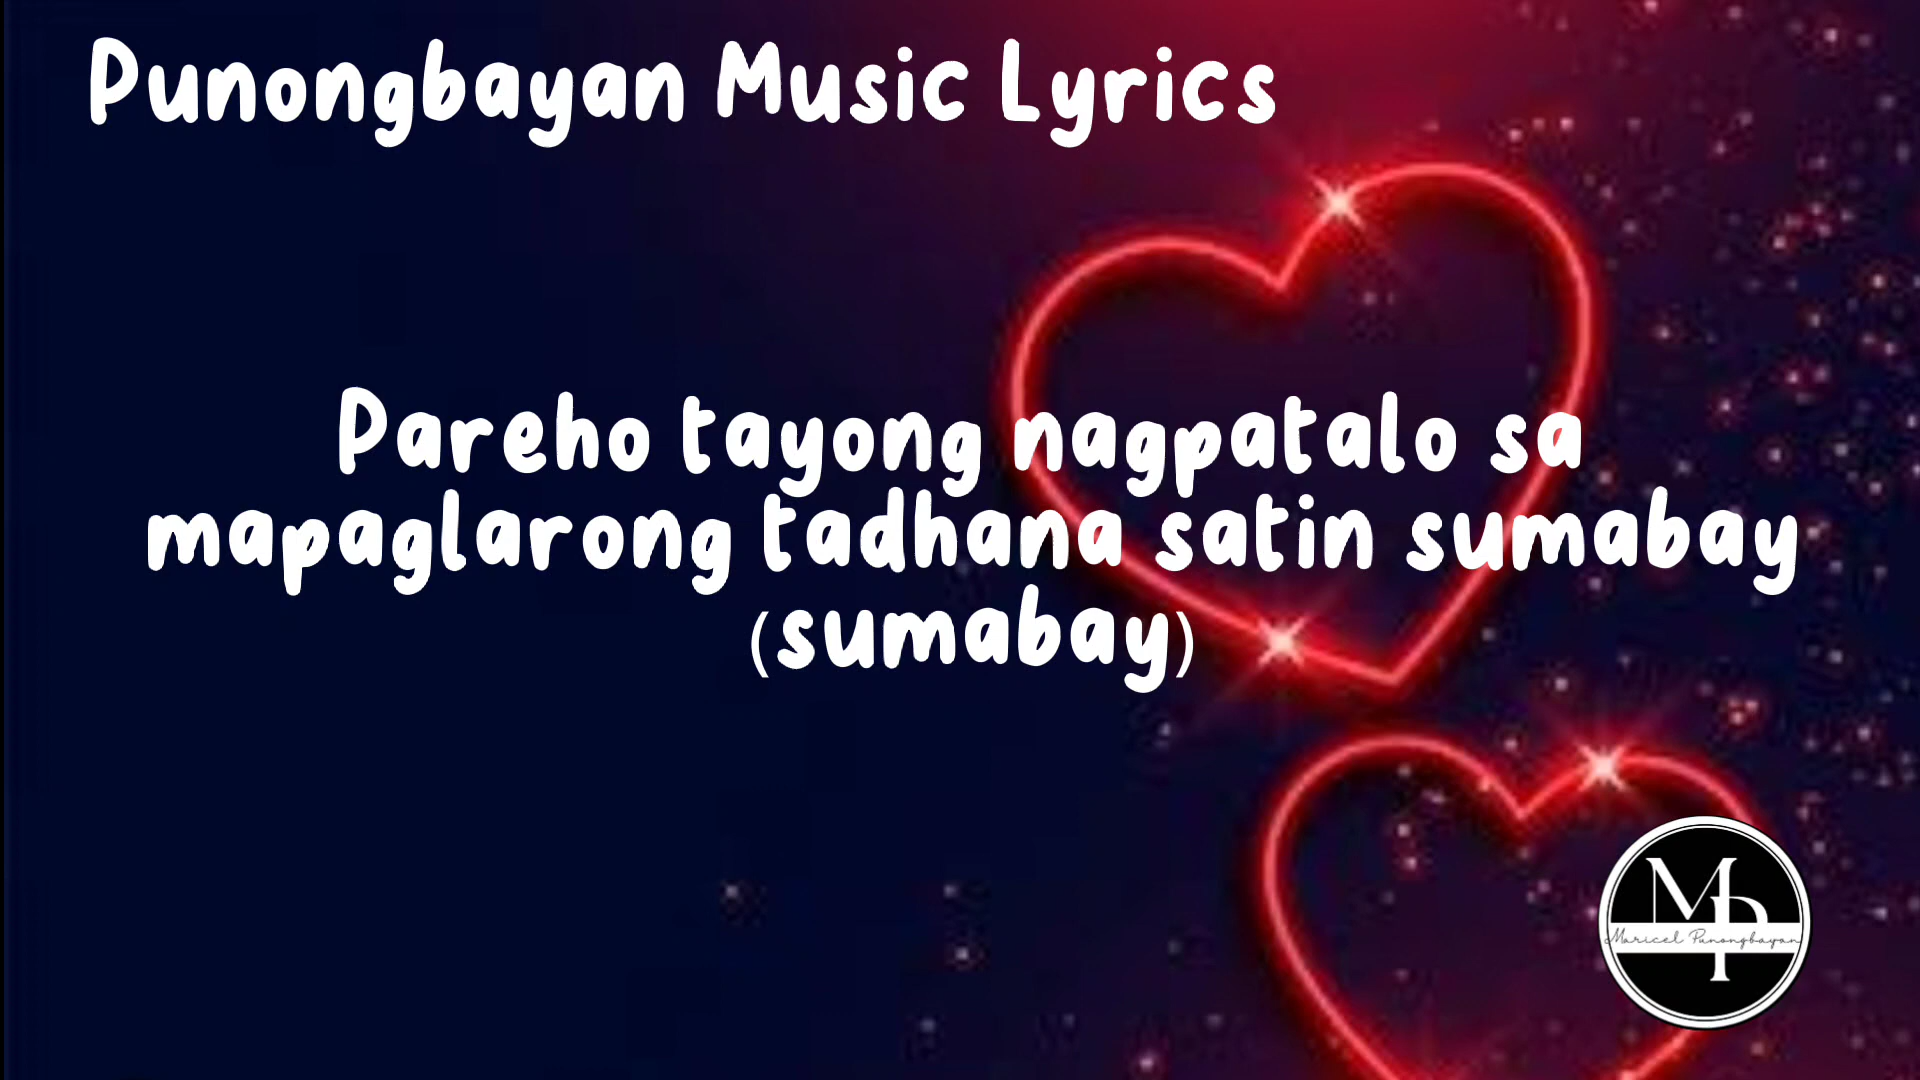 Punongbayan Music Lyrics
Pareho tayong nagpatalo sa
mapaglarong tadhana satin sumabay
(sumabay)
MP
Maricel Punongbayan